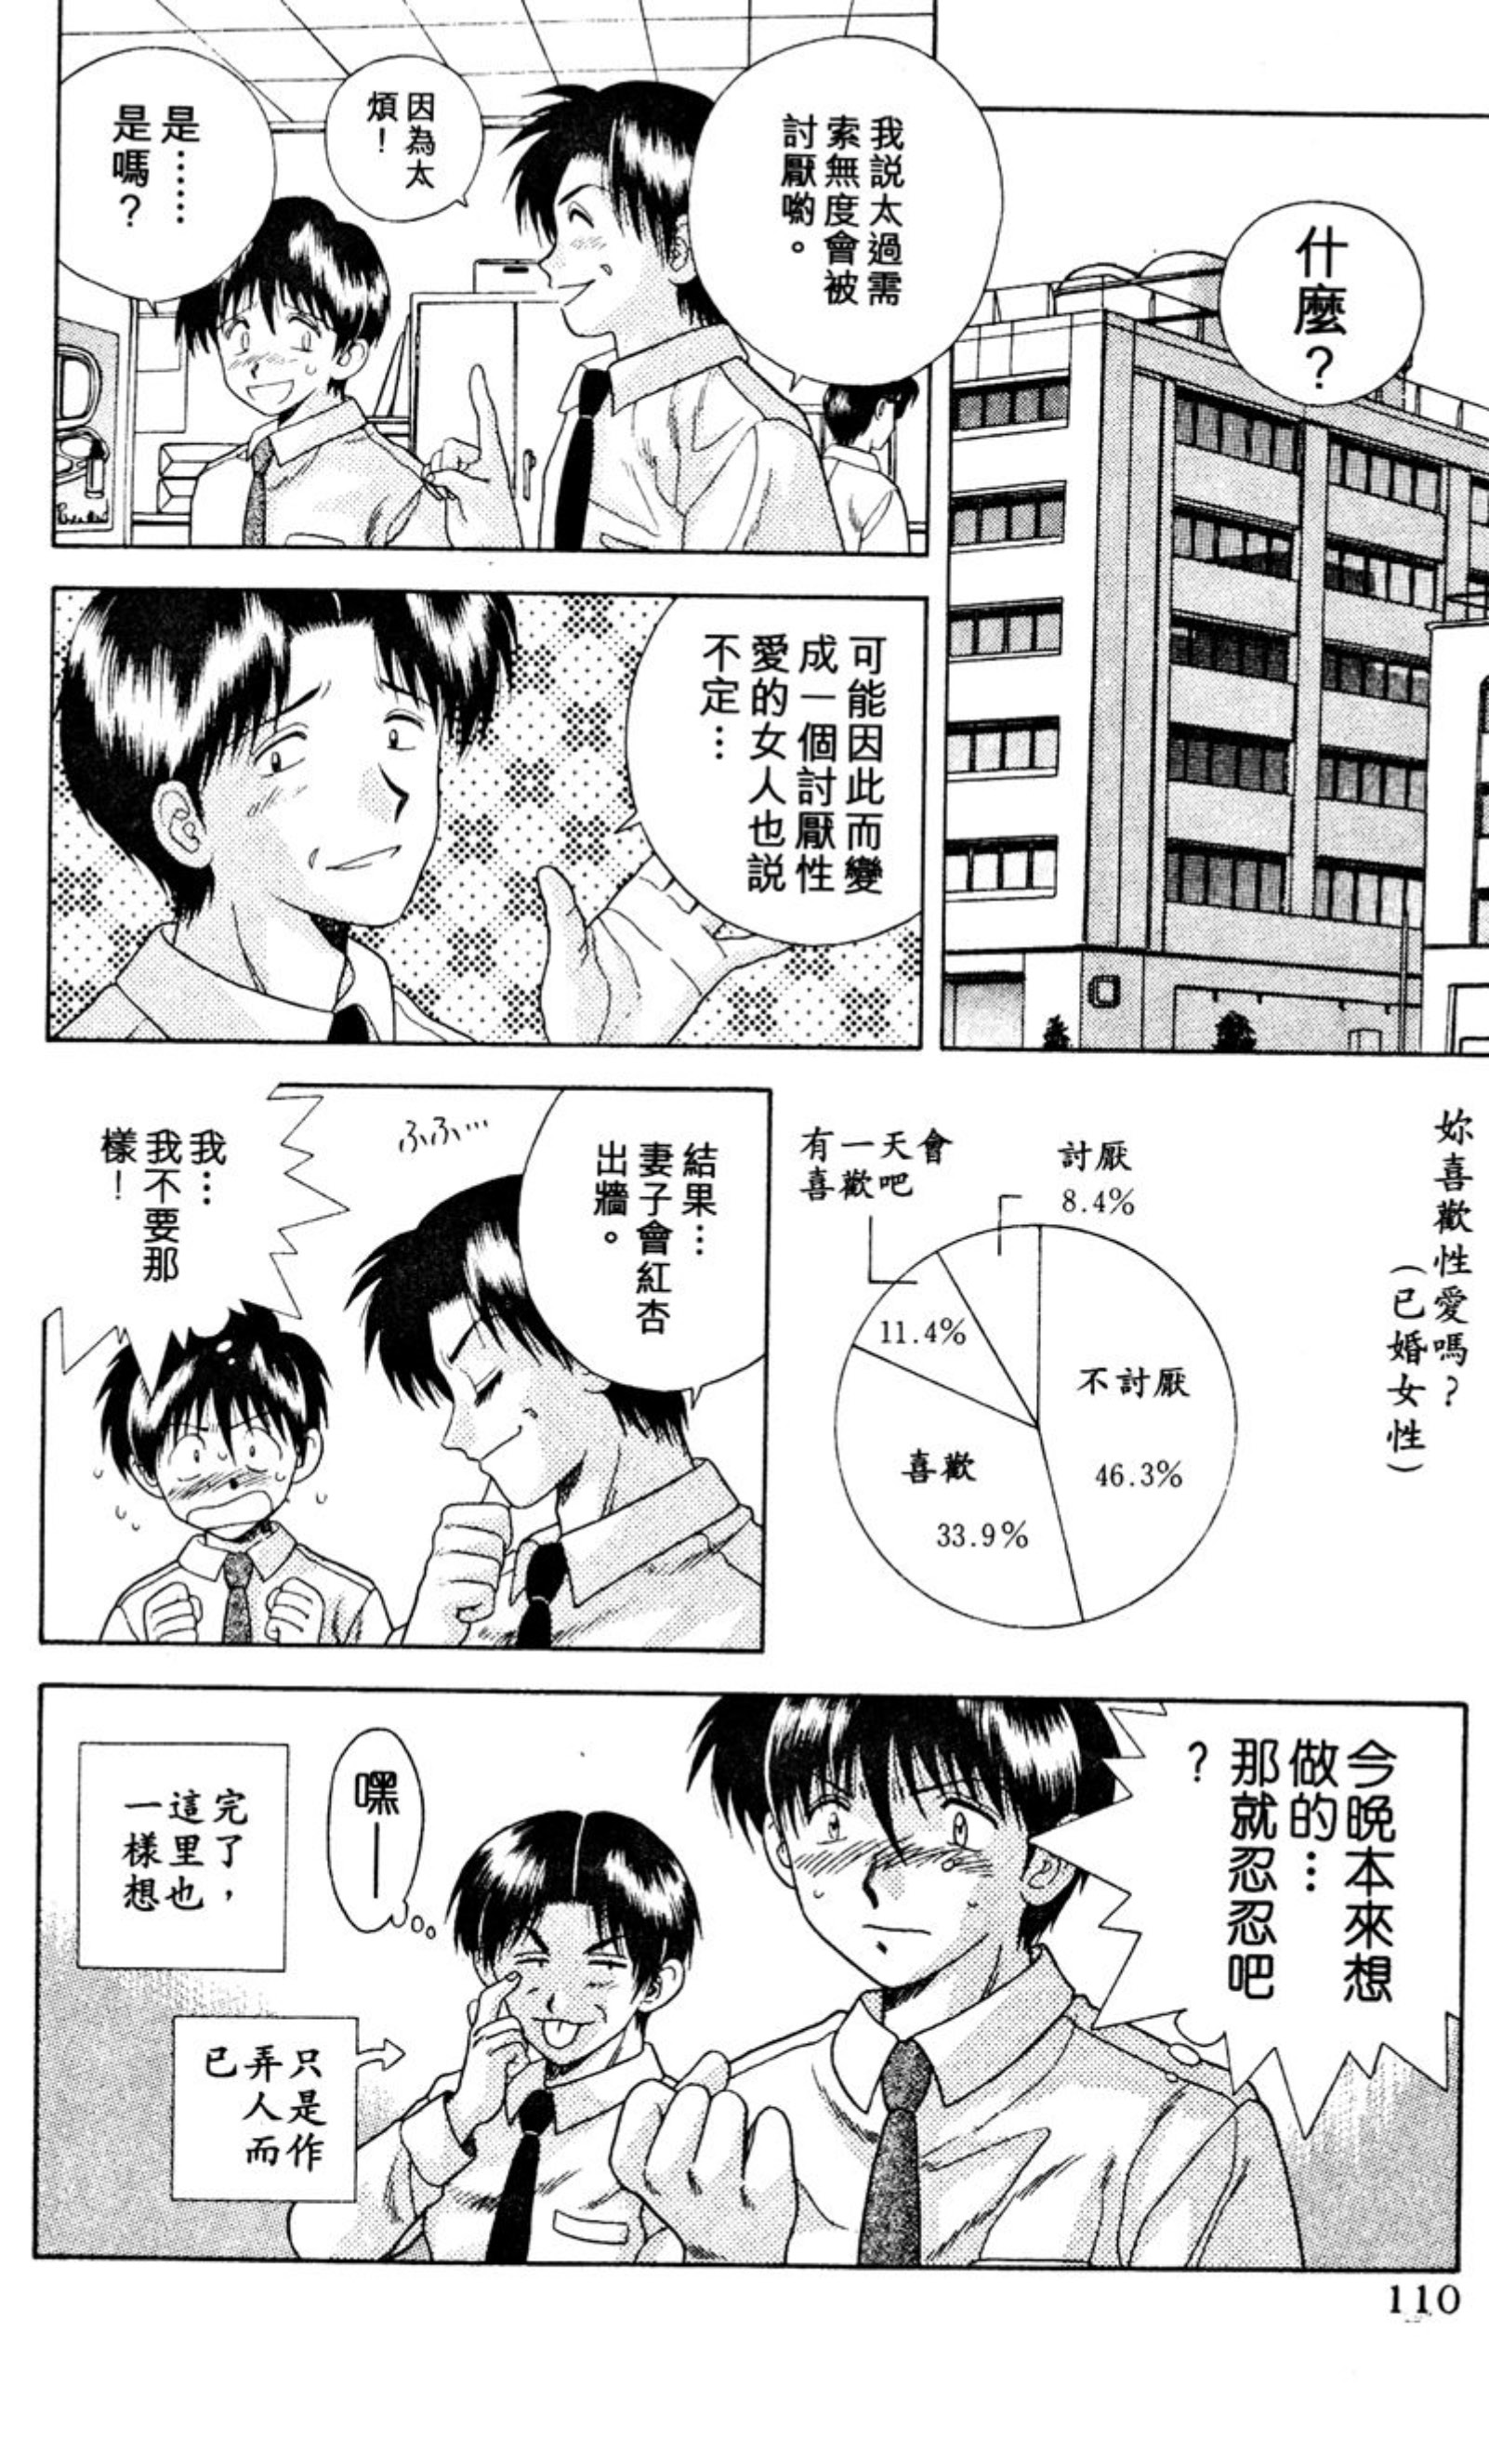 什麼？
我說太過需
索無度會被
討厭喲。
因為太
煩！
是……
是嗎？
可能因此而變
成一個討厭性
愛的女人也說
不定…
妳喜歡性愛嗎？
（已婚女性）
討厭
8.4%
有一天會
喜歡吧
11.4%
不討厭
46.3%
喜歡
33.9%
結果…
妻子會紅杏
出牆。
ふふ…
我…
我不要那
樣！
今晚本來想
做的…
那就忍忍吧
？
嘿—
完了，
這里也
一樣想
只是作
弄人而
已
110